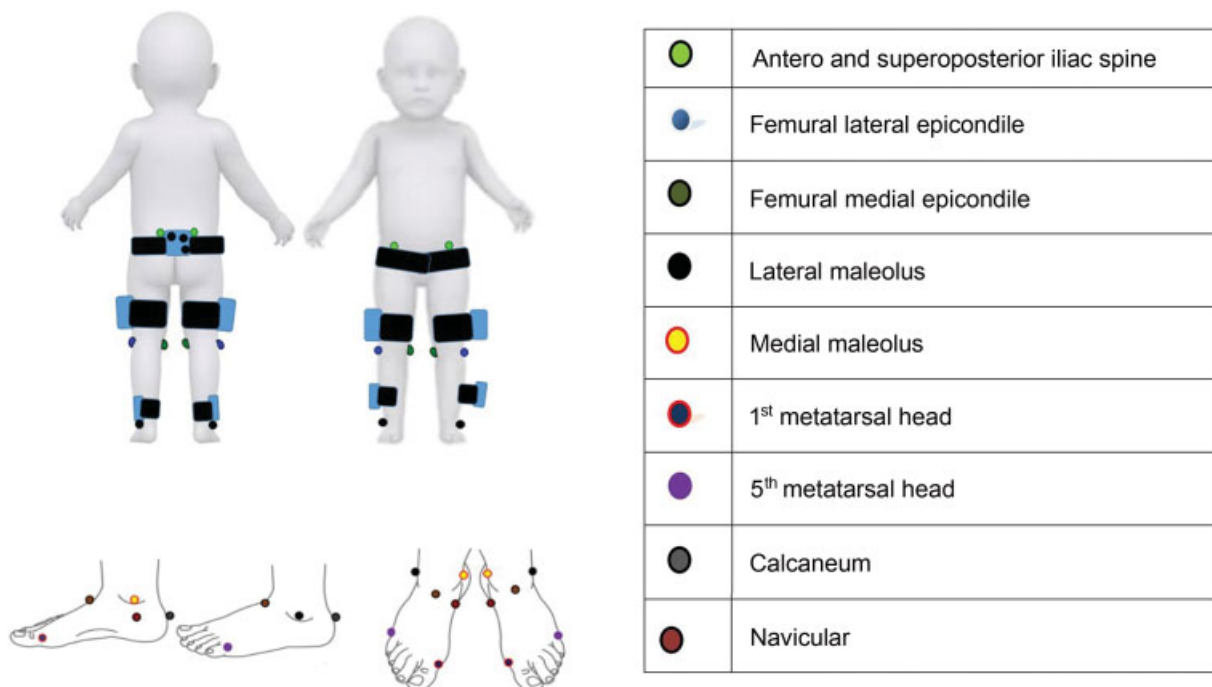 Antero and superoposterior iliac spine
Femural lateral epicondile
Femural medial epicondile
Lateral maleolus
Medial maleolus
1st metatarsal head
5th metatarsal head
Calcaneum
Navicular